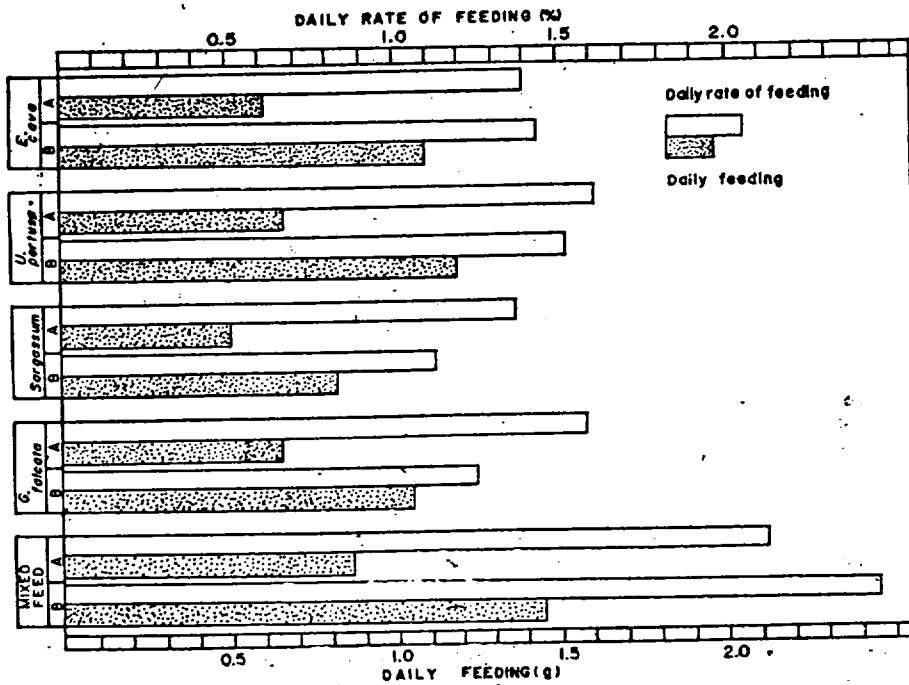 DAILY RATE OF FEEDING (%)
0.5 1.0 1.5 2.0
E. cava
A
B
Daily rate of feeding
Daily feeding
U. pertusa
A
B
Sargassum
A
B
G. falcata
A
B
MIXED FEED
A
B
0.5 1.0 1.5 2.0
DAILY FEEDING (g)